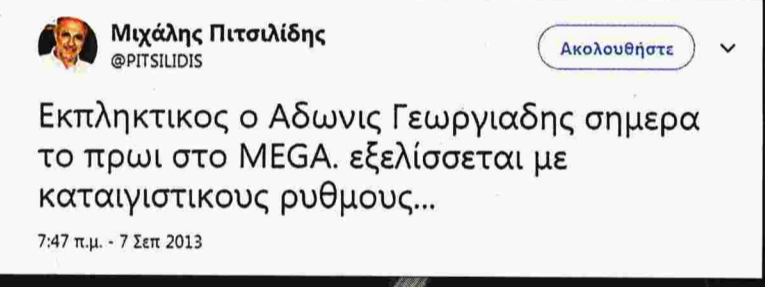 Μιχάλης Πιτσιλίδης
@PITSILIDIS
Ακολουθήστε
Εκπληκτικος ο Αδωνις Γεωργιαδης σημερα
το πρωι στο MEGA. εξελίσσεται με
καταιγιστικους ρυθμους...
7:47 π.μ. - 7 Σεπ 2013